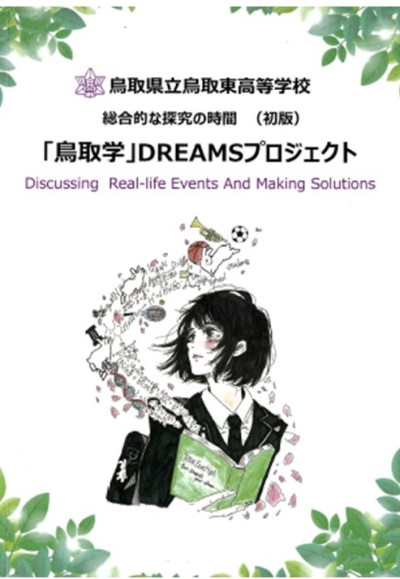 鳥取県立鳥取東高等学校
総合的な探究の時間 （初版）
「鳥取学」DREAMSプロジェクト
Discussing Real-life Events And Making Solutions